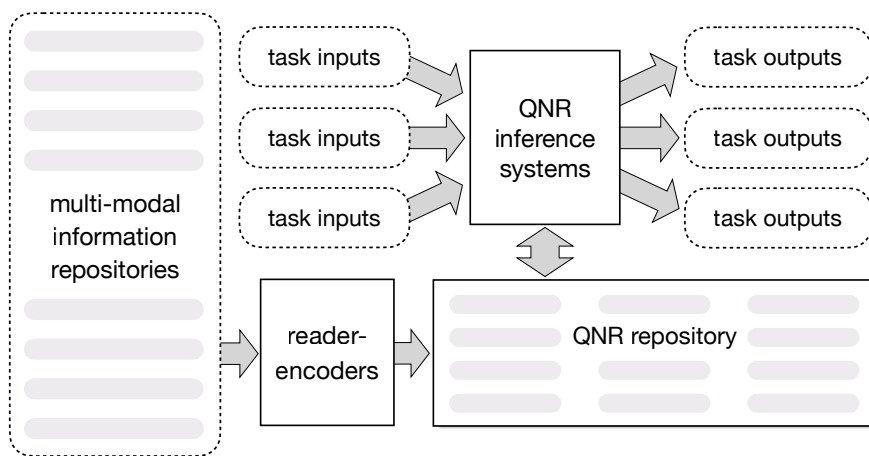 multi-modal
information
repositories
task inputs
task inputs
task inputs
QNR
inference
systems
task outputs
task outputs
task outputs
reader-
encoders
QNR repository